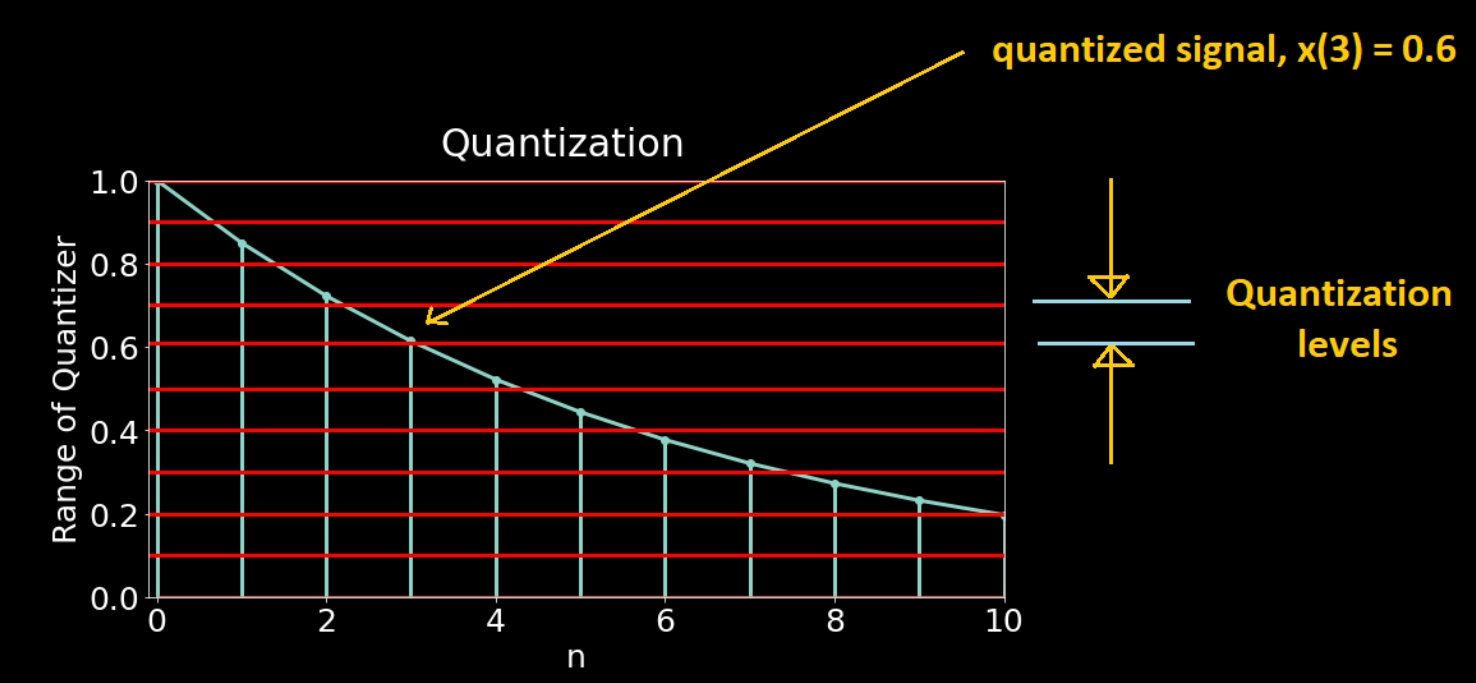 quantized signal, x(3) = 0.6
Quantization
1.0
0.8
0.6
0.4
0.2
0.0
Range of Quantizer
0 2 4 6 8 10
n
Quantization
levels